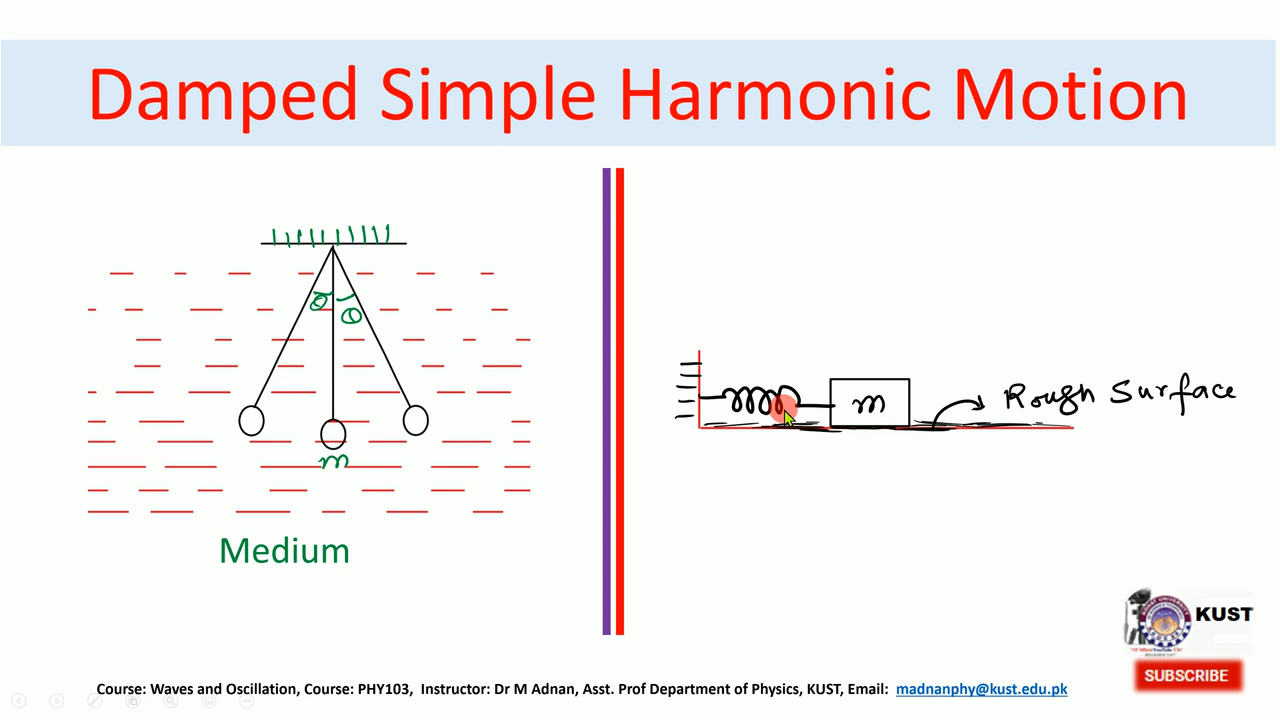 Damped Simple Harmonic Motion
θ θ
m
Medium
m
Rough Surface
KUST
SUBSCRIBE
Course: Waves and Oscillation, Course: PHY103, Instructor: Dr M Adnan, Asst. Prof Department of Physics, KUST, Email: madnanphy@kust.edu.pk